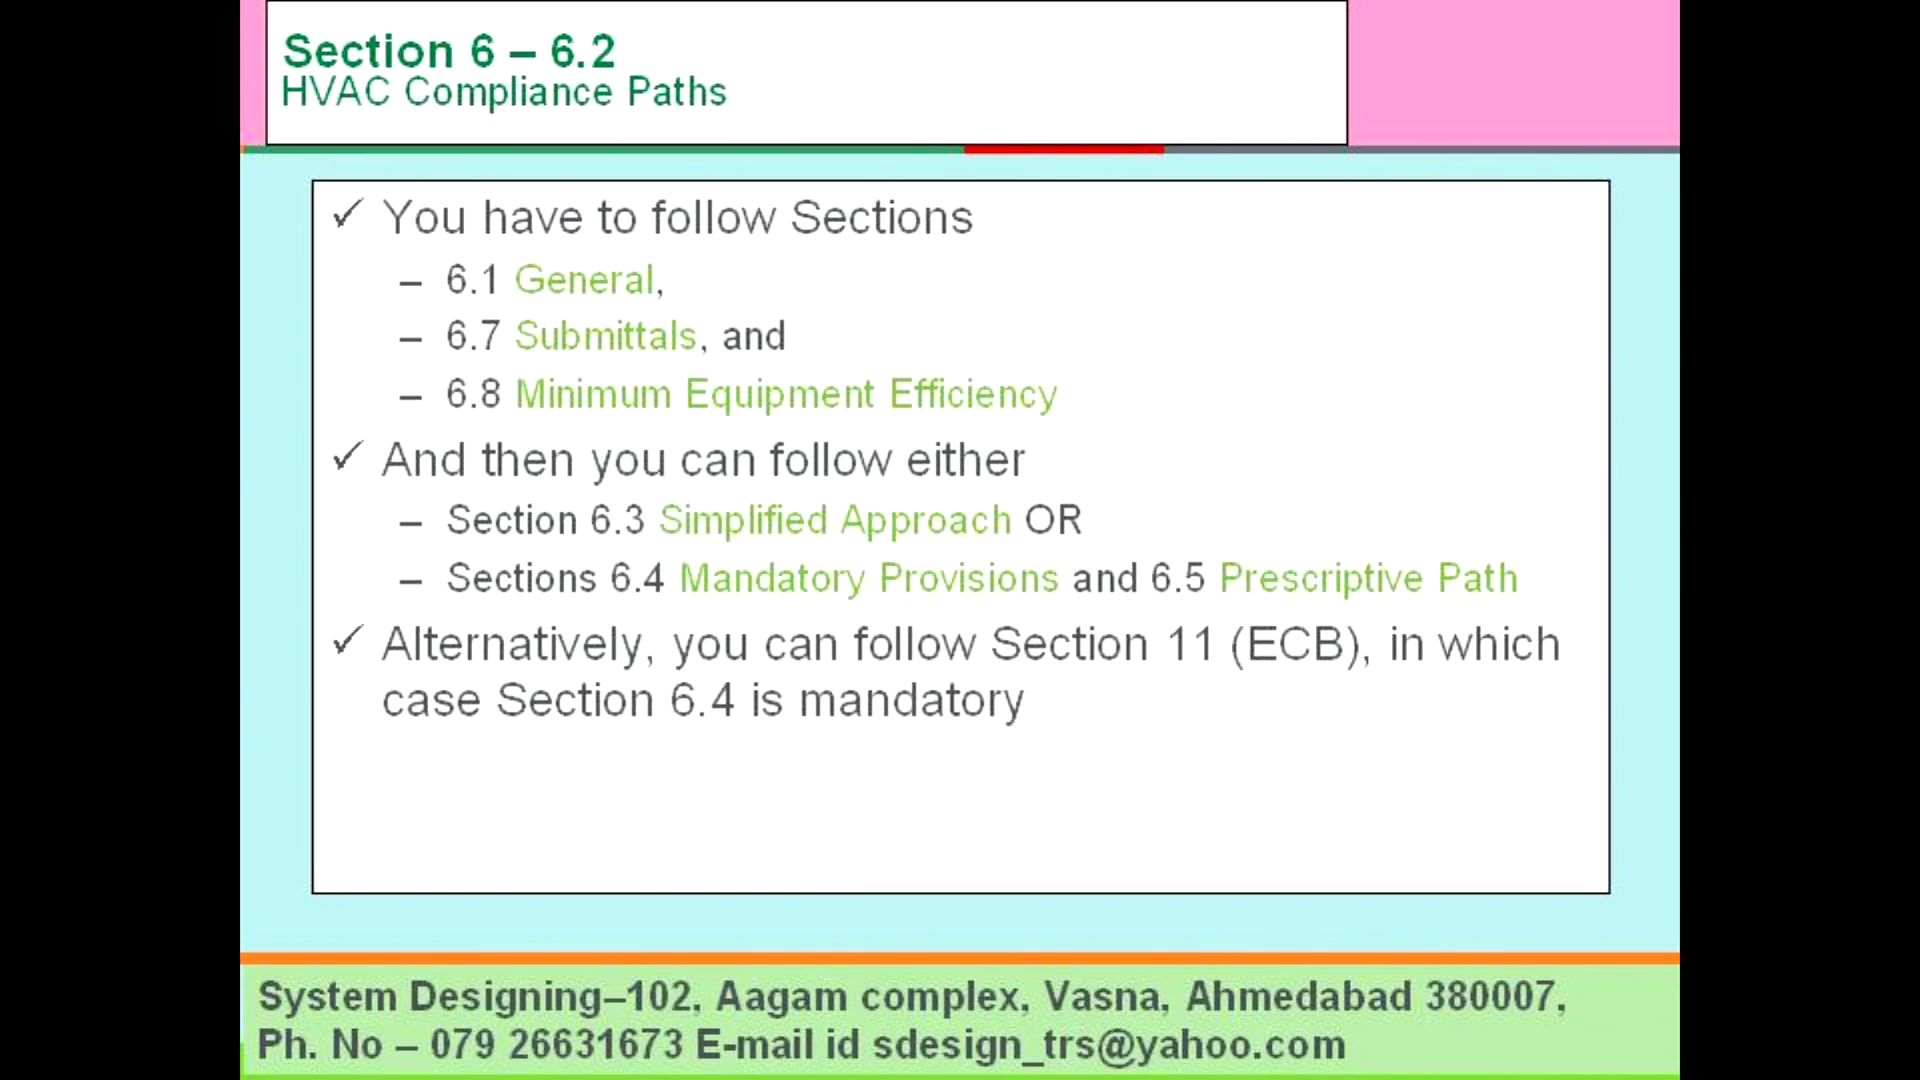 Section 6 – 6.2
HVAC Compliance Paths
✓ You have to follow Sections
– 6.1 General,
– 6.7 Submittals, and
– 6.8 Minimum Equipment Efficiency
✓ And then you can follow either
– Section 6.3 Simplified Approach OR
– Sections 6.4 Mandatory Provisions and 6.5 Prescriptive Path
✓ Alternatively, you can follow Section 11 (ECB), in which
case Section 6.4 is mandatory
System Designing–102, Aagam complex, Vasna, Ahmedabad 380007,
Ph. No – 079 26631673 E-mail id sdesign_trs@yahoo.com